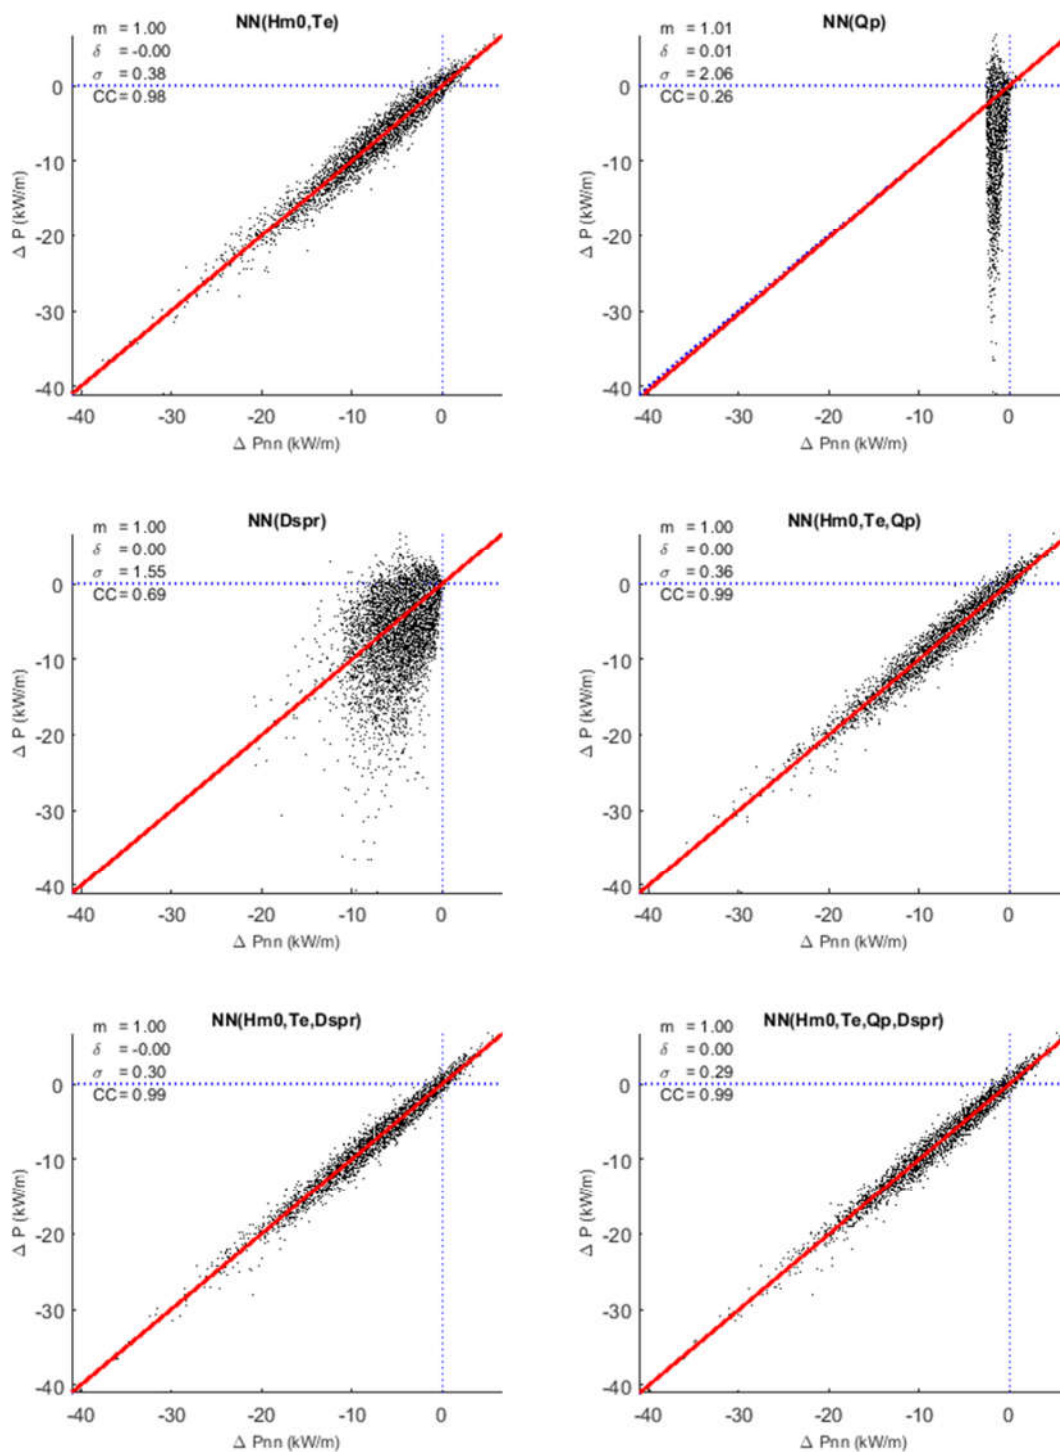 NN(Hm0,Te)
m = 1.00
δ = -0.00
σ = 0.38
CC = 0.98
0
-10
-20
-30
-40
Δ P (kW/m)
-40 -30 -20 -10 0
Δ Pnn (kW/m)
NN(Qp)
m = 1.01
δ = 0.01
σ = 2.06
CC = 0.26
0
-10
-20
-30
-40
Δ P (kW/m)
-40 -30 -20 -10 0
Δ Pnn (kW/m)
NN(Dspr)
m = 1.00
δ = 0.00
σ = 1.55
CC = 0.69
0
-10
-20
-30
-40
Δ P (kW/m)
-40 -30 -20 -10 0
Δ Pnn (kW/m)
NN(Hm0,Te,Qp)
m = 1.00
δ = 0.00
σ = 0.36
CC = 0.99
0
-10
-20
-30
-40
Δ P (kW/m)
-40 -30 -20 -10 0
Δ Pnn (kW/m)
NN(Hm0,Te,Dspr)
m = 1.00
δ = -0.00
σ = 0.30
CC = 0.99
0
-10
-20
-30
-40
Δ P (kW/m)
-40 -30 -20 -10 0
Δ Pnn (kW/m)
NN(Hm0,Te,Qp,Dspr)
m = 1.00
δ = 0.00
σ = 0.29
CC = 0.99
0
-10
-20
-30
-40
Δ P (kW/m)
-40 -30 -20 -10 0
Δ Pnn (kW/m)